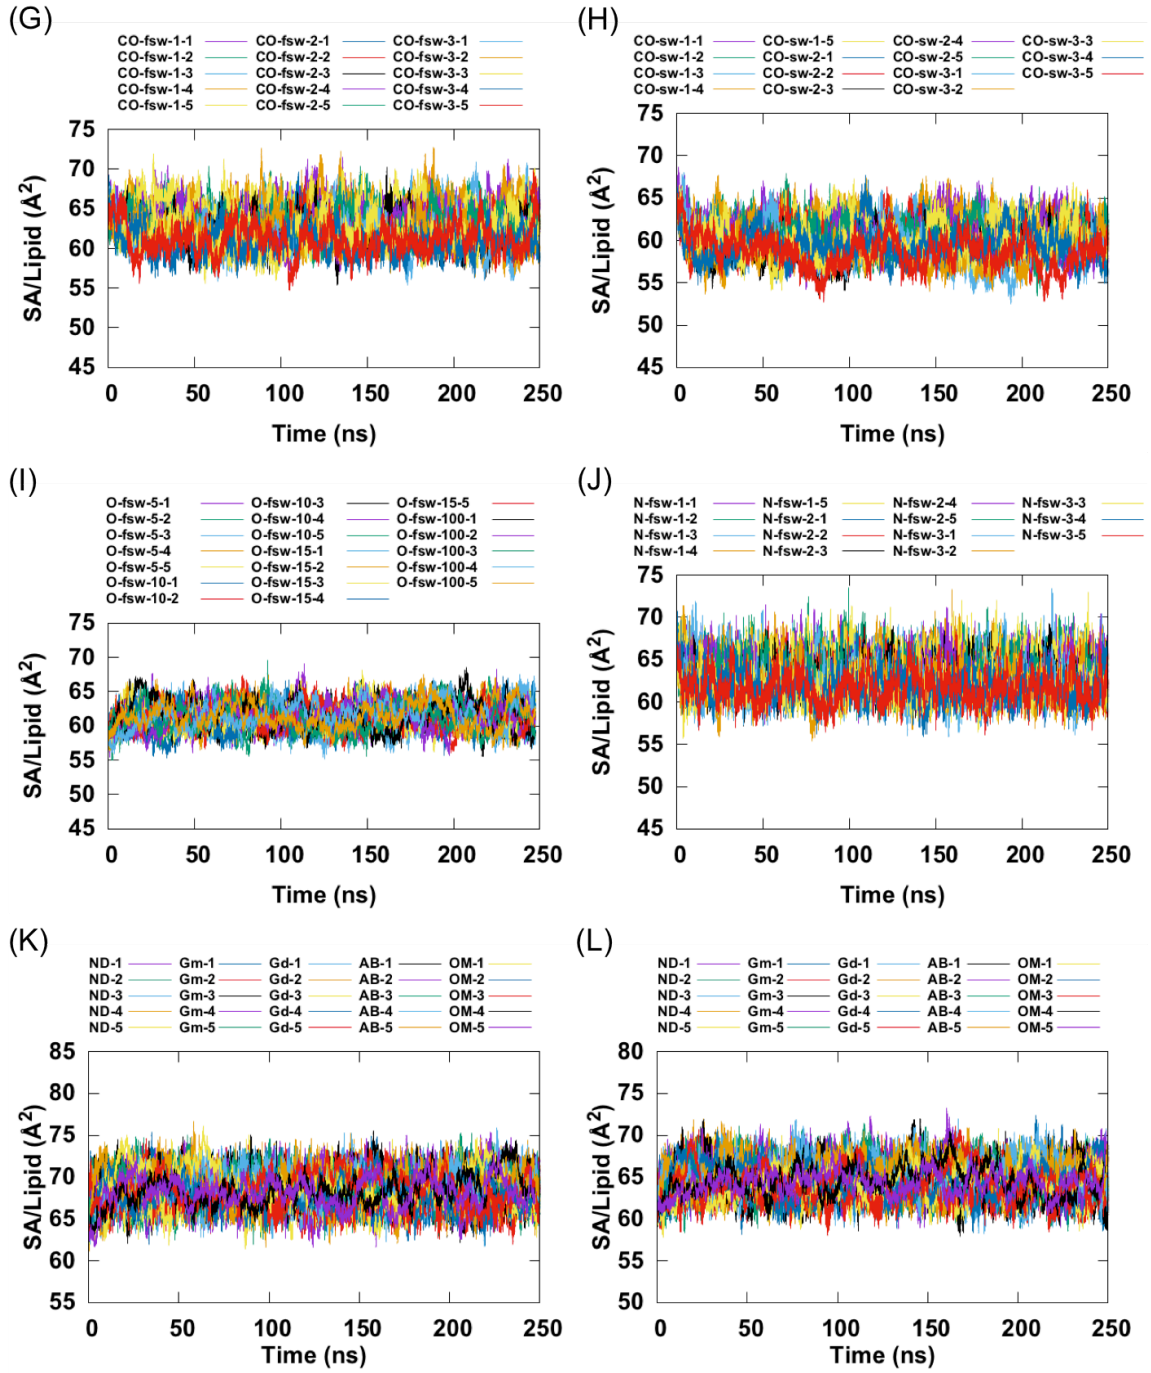 (G)
CO-fsw-1-1 CO-fsw-2-1 CO-fsw-3-1
CO-fsw-1-2 CO-fsw-2-2 CO-fsw-3-2
CO-fsw-1-3 CO-fsw-2-3 CO-fsw-3-3
CO-fsw-1-4 CO-fsw-2-4 CO-fsw-3-4
CO-fsw-1-5 CO-fsw-2-5 CO-fsw-3-5
75
70
65
60
55
50
45
SA/Lipid (Å²)
0 50 100 150 200 250
Time (ns)
(H)
CO-sw-1-1 CO-sw-1-5 CO-sw-2-4 CO-sw-3-3
CO-sw-1-2 CO-sw-2-1 CO-sw-2-5 CO-sw-3-4
CO-sw-1-3 CO-sw-2-2 CO-sw-3-1 CO-sw-3-5
CO-sw-1-4 CO-sw-2-3 CO-sw-3-2
75
70
65
60
55
50
45
SA/Lipid (Å²)
0 50 100 150 200 250
Time (ns)
(I)
O-fsw-5-1 O-fsw-10-3 O-fsw-15-5
O-fsw-5-2 O-fsw-10-4 O-fsw-100-1
O-fsw-5-3 O-fsw-10-5 O-fsw-100-2
O-fsw-5-4 O-fsw-15-1 O-fsw-100-3
O-fsw-5-5 O-fsw-15-2 O-fsw-100-4
O-fsw-10-1 O-fsw-15-3 O-fsw-100-5
O-fsw-10-2 O-fsw-15-4
75
70
65
60
55
50
45
SA/Lipid (Å²)
0 50 100 150 200 250
Time (ns)
(J)
N-fsw-1-1 N-fsw-1-5 N-fsw-2-4 N-fsw-3-3
N-fsw-1-2 N-fsw-2-1 N-fsw-2-5 N-fsw-3-4
N-fsw-1-3 N-fsw-2-2 N-fsw-3-1 N-fsw-3-5
N-fsw-1-4 N-fsw-2-3 N-fsw-3-2
75
70
65
60
55
50
45
SA/Lipid (Å²)
0 50 100 150 200 250
Time (ns)
(K)
ND-1 Gm-1 Gd-1 AB-1 OM-1
ND-2 Gm-2 Gd-2 AB-2 OM-2
ND-3 Gm-3 Gd-3 AB-3 OM-3
ND-4 Gm-4 Gd-4 AB-4 OM-4
ND-5 Gm-5 Gd-5 AB-5 OM-5
85
80
75
70
65
60
55
SA/Lipid (Å²)
0 50 100 150 200 250
Time (ns)
(L)
ND-1 Gm-1 Gd-1 AB-1 OM-1
ND-2 Gm-2 Gd-2 AB-2 OM-2
ND-3 Gm-3 Gd-3 AB-3 OM-3
ND-4 Gm-4 Gd-4 AB-4 OM-4
ND-5 Gm-5 Gd-5 AB-5 OM-5
80
75
70
65
60
55
50
SA/Lipid (Å²)
0 50 100 150 200 250
Time (ns)